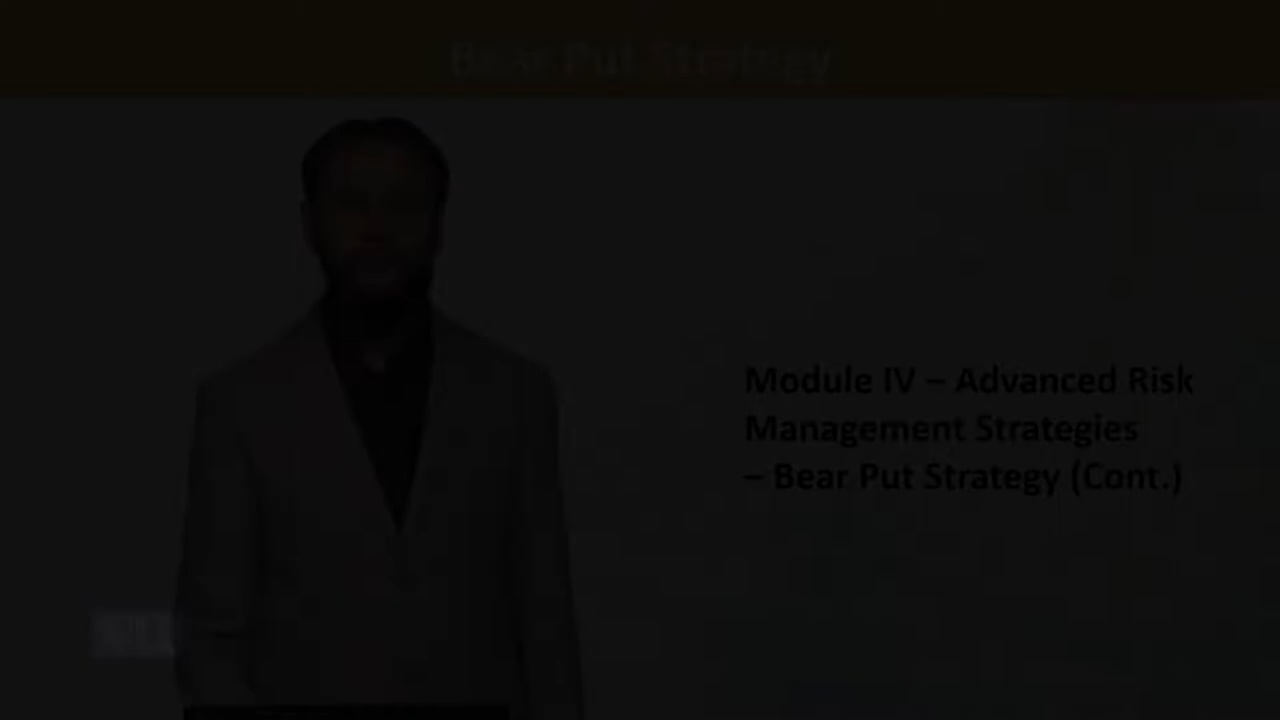 Bear Put Strategy
Module IV – Advanced Risk
Management Strategies
– Bear Put Strategy (Cont.)